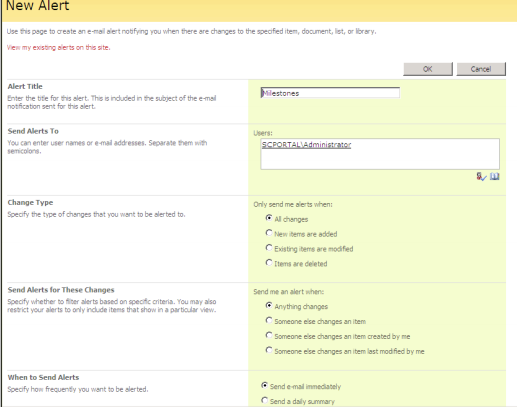 New Alert
Use this page to create an e-mail alert notifying you when there are changes to the specified item, document, list, or library.
View my existing alerts on this site.
OK Cancel
Alert Title
Enter the title for this alert. This is included in the subject of the e-mail
notification sent for this alert.
Milestones
Send Alerts To
You can enter user names or e-mail addresses. Separate them with
semicolons.
Users:
SCPORTAL\Administrator
Change Type
Specify the type of changes that you want to be alerted to.
Only send me alerts when:
All changes
New items are added
Existing items are modified
Items are deleted
Send Alerts for These Changes
Specify whether to filter alerts based on specific criteria. You may also
restrict your alerts to only include items that show in a particular view.
Send me an alert when:
Anything changes
Someone else changes an item
Someone else changes an item created by me
Someone else changes an item last modified by me
When to Send Alerts
Specify how frequently you want to be alerted.
Send e-mail immediately
Send a daily summary